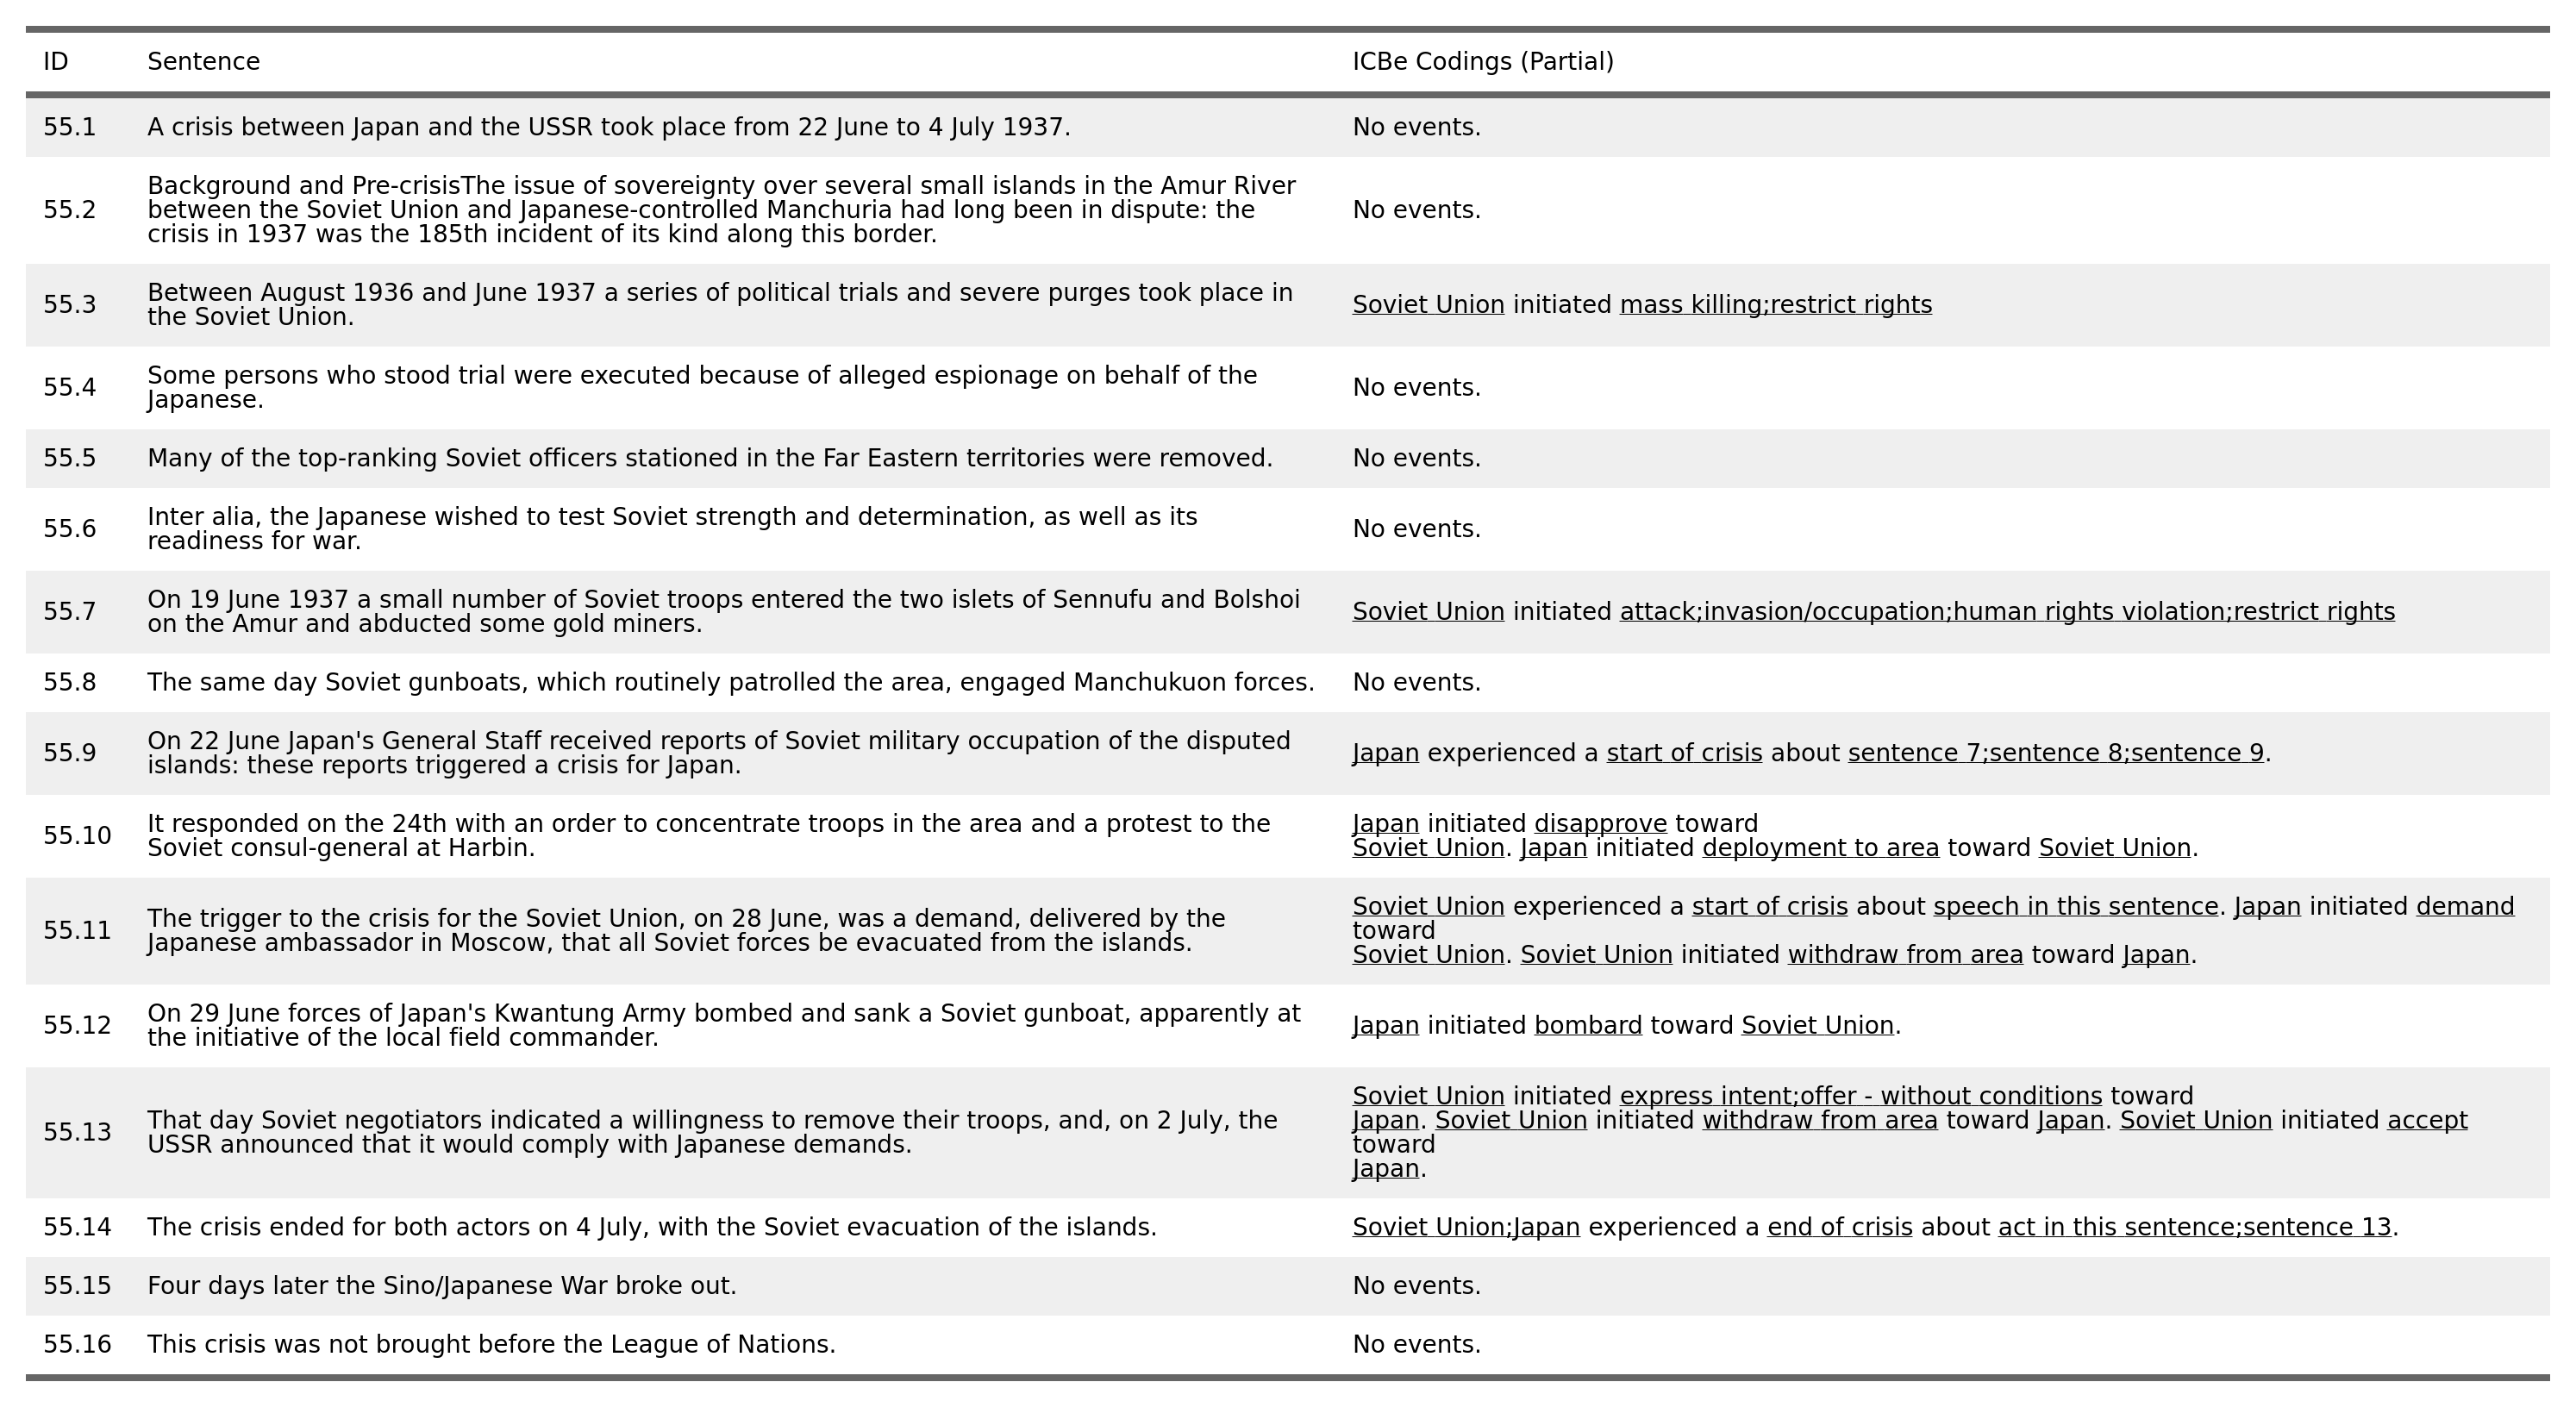 ID Sentence ICBe Codings (Partial)
55.1 A crisis between Japan and the USSR took place from 22 June to 4 July 1937. No events.
55.2 Background and Pre-crisisThe issue of sovereignty over several small islands in the Amur River
between the Soviet Union and Japanese-controlled Manchuria had long been in dispute: the
crisis in 1937 was the 185th incident of its kind along this border.
No events.
55.3 Between August 1936 and June 1937 a series of political trials and severe purges took place in
the Soviet Union.
Soviet Union initiated mass killing;restrict rights
55.4 Some persons who stood trial were executed because of alleged espionage on behalf of the
Japanese.
No events.
55.5 Many of the top-ranking Soviet officers stationed in the Far Eastern territories were removed. No events.
55.6 Inter alia, the Japanese wished to test Soviet strength and determination, as well as its
readiness for war.
No events.
55.7 On 19 June 1937 a small number of Soviet troops entered the two islets of Sennufu and Bolshoi
on the Amur and abducted some gold miners.
Soviet Union initiated attack;invasion/occupation;human rights violation;restrict rights
55.8 The same day Soviet gunboats, which routinely patrolled the area, engaged Manchukuon forces. No events.
55.9 On 22 June Japan's General Staff received reports of Soviet military occupation of the disputed
islands: these reports triggered a crisis for Japan.
Japan experienced a start of crisis about sentence 7;sentence 8;sentence 9.
55.10 It responded on the 24th with an order to concentrate troops in the area and a protest to the
Soviet consul-general at Harbin.
Japan initiated disapprove toward
Soviet Union. Japan initiated deployment to area toward Soviet Union.
55.11 The trigger to the crisis for the Soviet Union, on 28 June, was a demand, delivered by the
Japanese ambassador in Moscow, that all Soviet forces be evacuated from the islands.
Soviet Union experienced a start of crisis about speech in this sentence. Japan initiated demand
toward
Soviet Union. Soviet Union initiated withdraw from area toward Japan.
55.12 On 29 June forces of Japan's Kwantung Army bombed and sank a Soviet gunboat, apparently at
the initiative of the local field commander.
Japan initiated bombard toward Soviet Union.
55.13 That day Soviet negotiators indicated a willingness to remove their troops, and, on 2 July, the
USSR announced that it would comply with Japanese demands.
Soviet Union initiated express intent;offer - without conditions toward
Japan. Soviet Union initiated withdraw from area toward Japan. Soviet Union initiated accept
toward
Japan.
55.14 The crisis ended for both actors on 4 July, with the Soviet evacuation of the islands. Soviet Union;Japan experienced a end of crisis about act in this sentence;sentence 13.
55.15 Four days later the Sino/Japanese War broke out. No events.
55.16 This crisis was not brought before the League of Nations. No events.